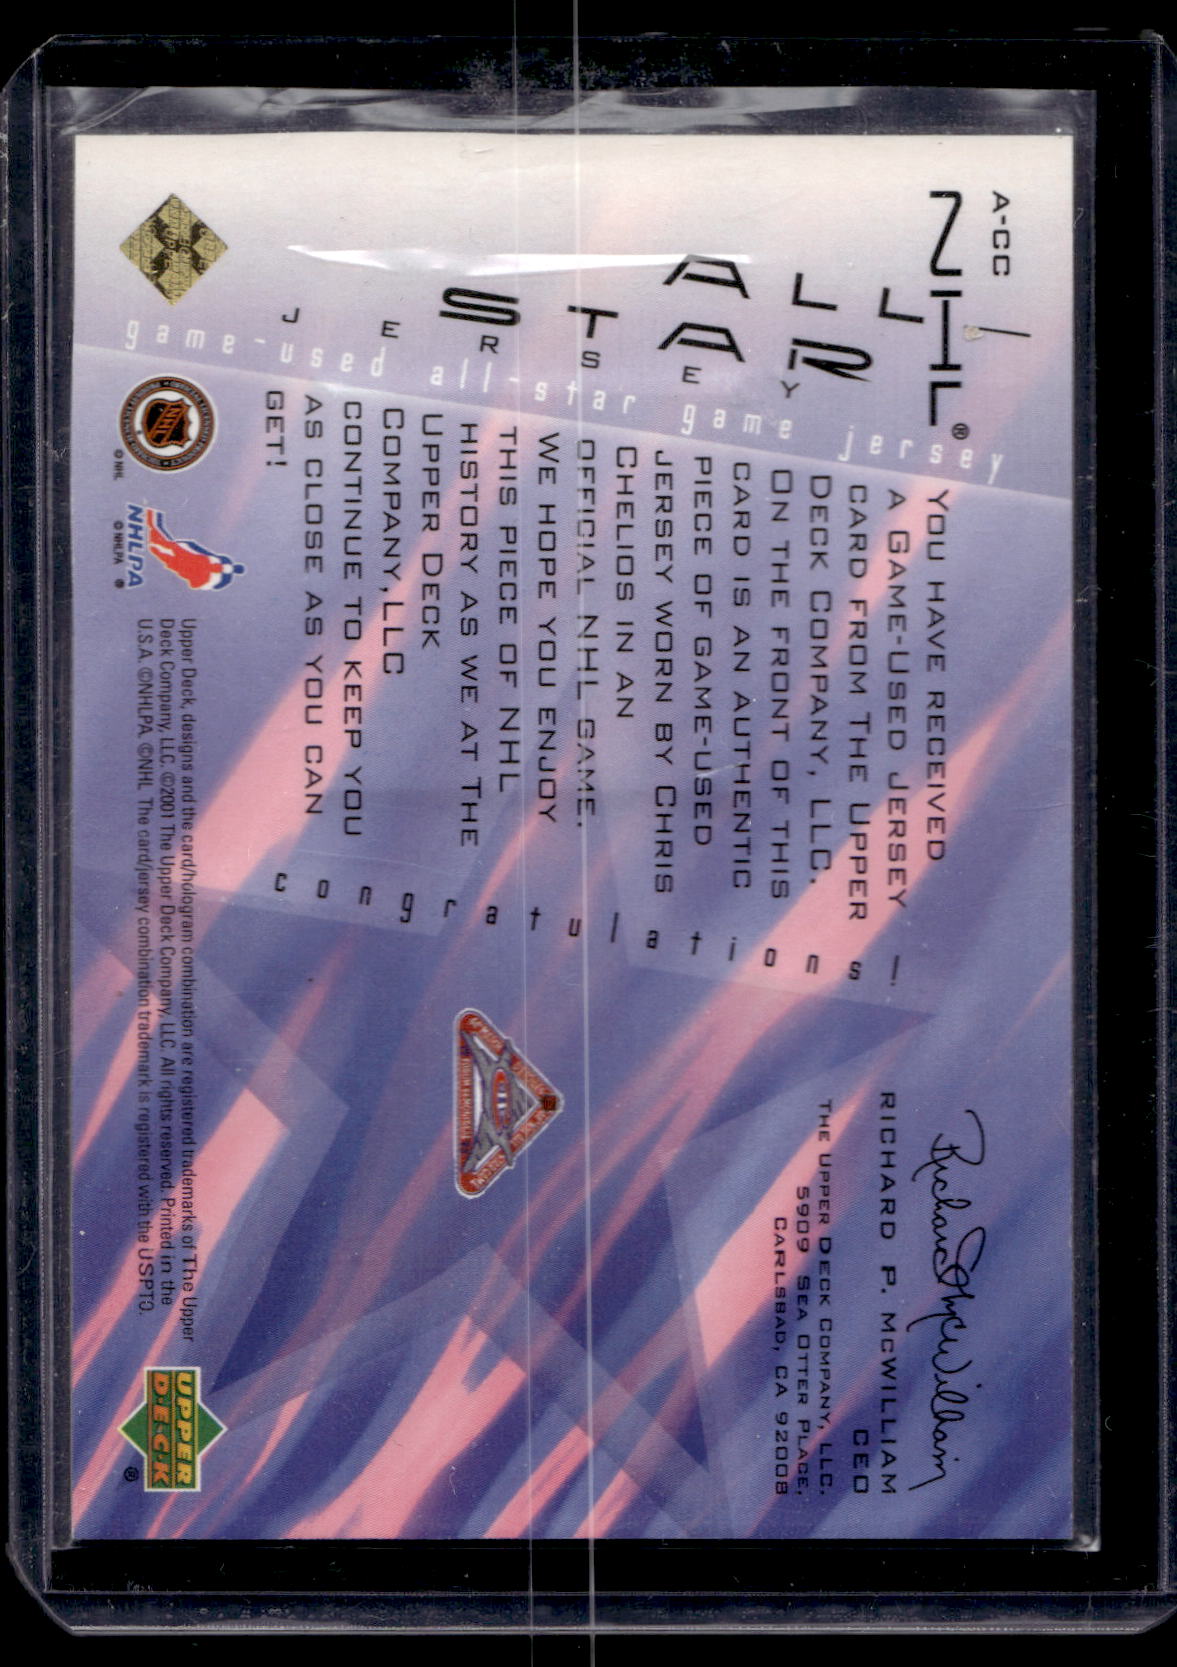 A-CC
NHL®
ALL
STAR
JERSEY
game-used all-star game jersey
YOU HAVE RECEIVED
A GAME-USED JERSEY
CARD FROM THE UPPER
DECK COMPANY, LLC.
ON THE FRONT OF THIS
CARD IS AN AUTHENTIC
PIECE OF GAME-USED
JERSEY WORN BY CHRIS
CHELIOS IN AN
OFFICIAL NHL GAME.
WE HOPE YOU ENJOY
THIS PIECE OF NHL
HISTORY AS WE AT THE
UPPER DECK
COMPANY, LLC
CONTINUE TO KEEP YOU
AS CLOSE AS YOU CAN
GET!
congratulations!
Richard P. McWilliam
RICHARD P. MCWILLIAM
CEO
THE UPPER DECK COMPANY, LLC.
5909 SEA OTTER PLACE,
CARLSBAD, CA 92008
NHL
© NHL
NHLPA
© NHLPA ®
Upper Deck, designs and the card/hologram combination are registered trademarks of The Upper
Deck Company, LLC. ©2001 The Upper Deck Company, LLC. All rights reserved. Printed in the
U.S.A. ©NHLPA ©NHL The card/jersey combination trademark is registered with the USPTO.
UPPER
DECK
®